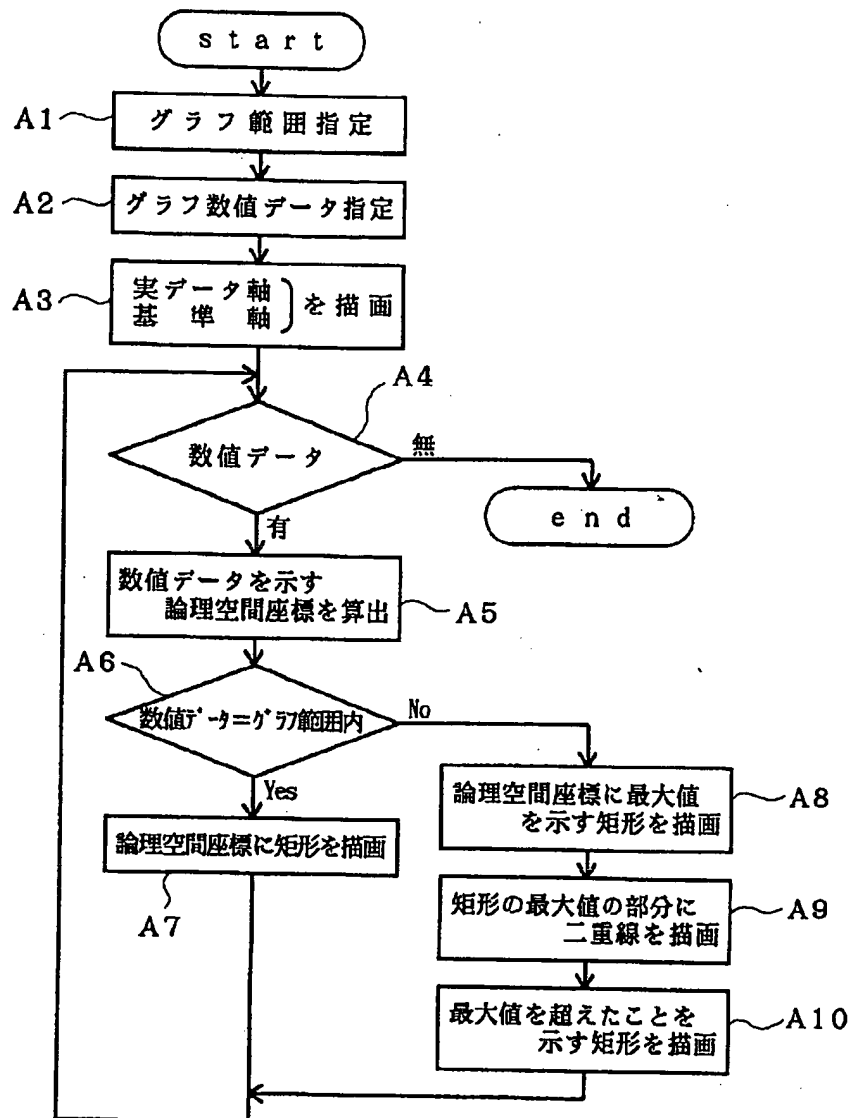 start
A1
グラフ範囲指定
A2
グラフ数値データ指定
A3
実データ軸
基準軸
を描画
A4
数値データ
無
end
有
数値データを示す
論理空間座標を算出
A5
A6
数値ﾃﾞｰﾀ=ｸﾞﾗﾌ範囲内
No
Yes
論理空間座標に最大値
を示す矩形を描画
A8
論理空間座標に矩形を描画
A7
矩形の最大値の部分に
二重線を描画
A9
最大値を超えたことを
示す矩形を描画
A10